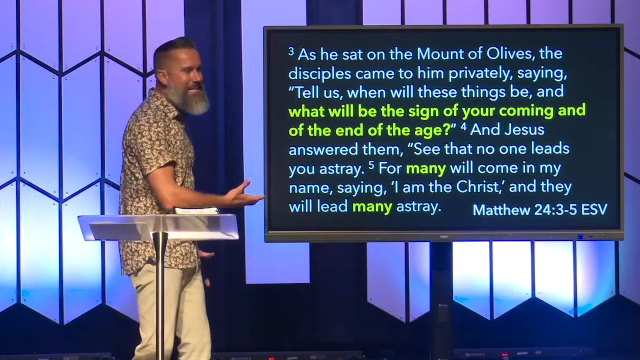 ³ As he sat on the Mount of Olives, the
disciples came to him privately, saying,
“Tell us, when will these things be, and
what will be the sign of your coming and
of the end of the age?” ⁴ And Jesus
answered them, “See that no one leads
you astray. ⁵ For many will come in my
name, saying, ‘I am the Christ,’ and they
will lead many astray.
Matthew 24:3-5 ESV